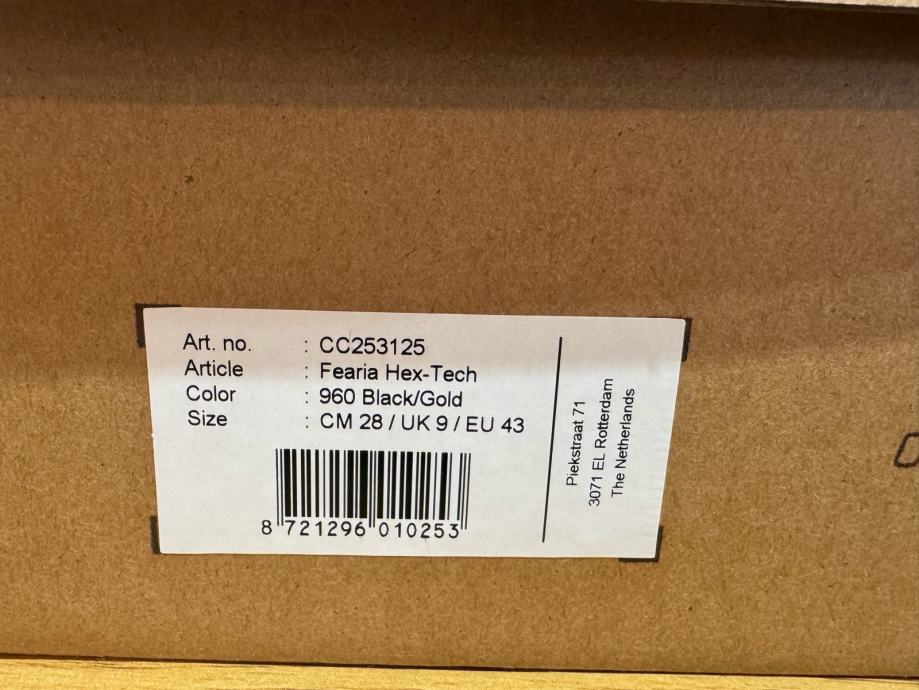 Art. no. : CC253125
Article : Fearia Hex-Tech
Color : 960 Black/Gold
Size : CM 28 / UK 9 / EU 43
8 721296 010253
Piekstraat 71
3071 EL Rotterdam
The Netherlands